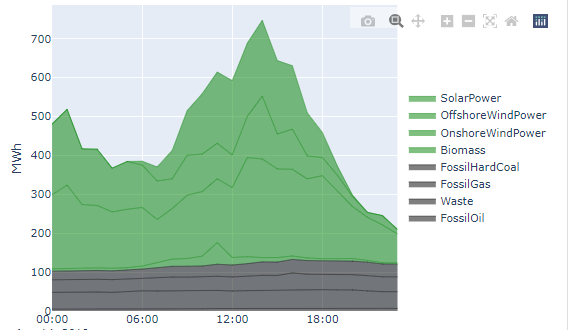 700
600
500
400
300
200
100
0
MWh
00:00
06:00
12:00
18:00
SolarPower
OffshoreWindPower
OnshoreWindPower
Biomass
FossilHardCoal
FossilGas
Waste
FossilOil